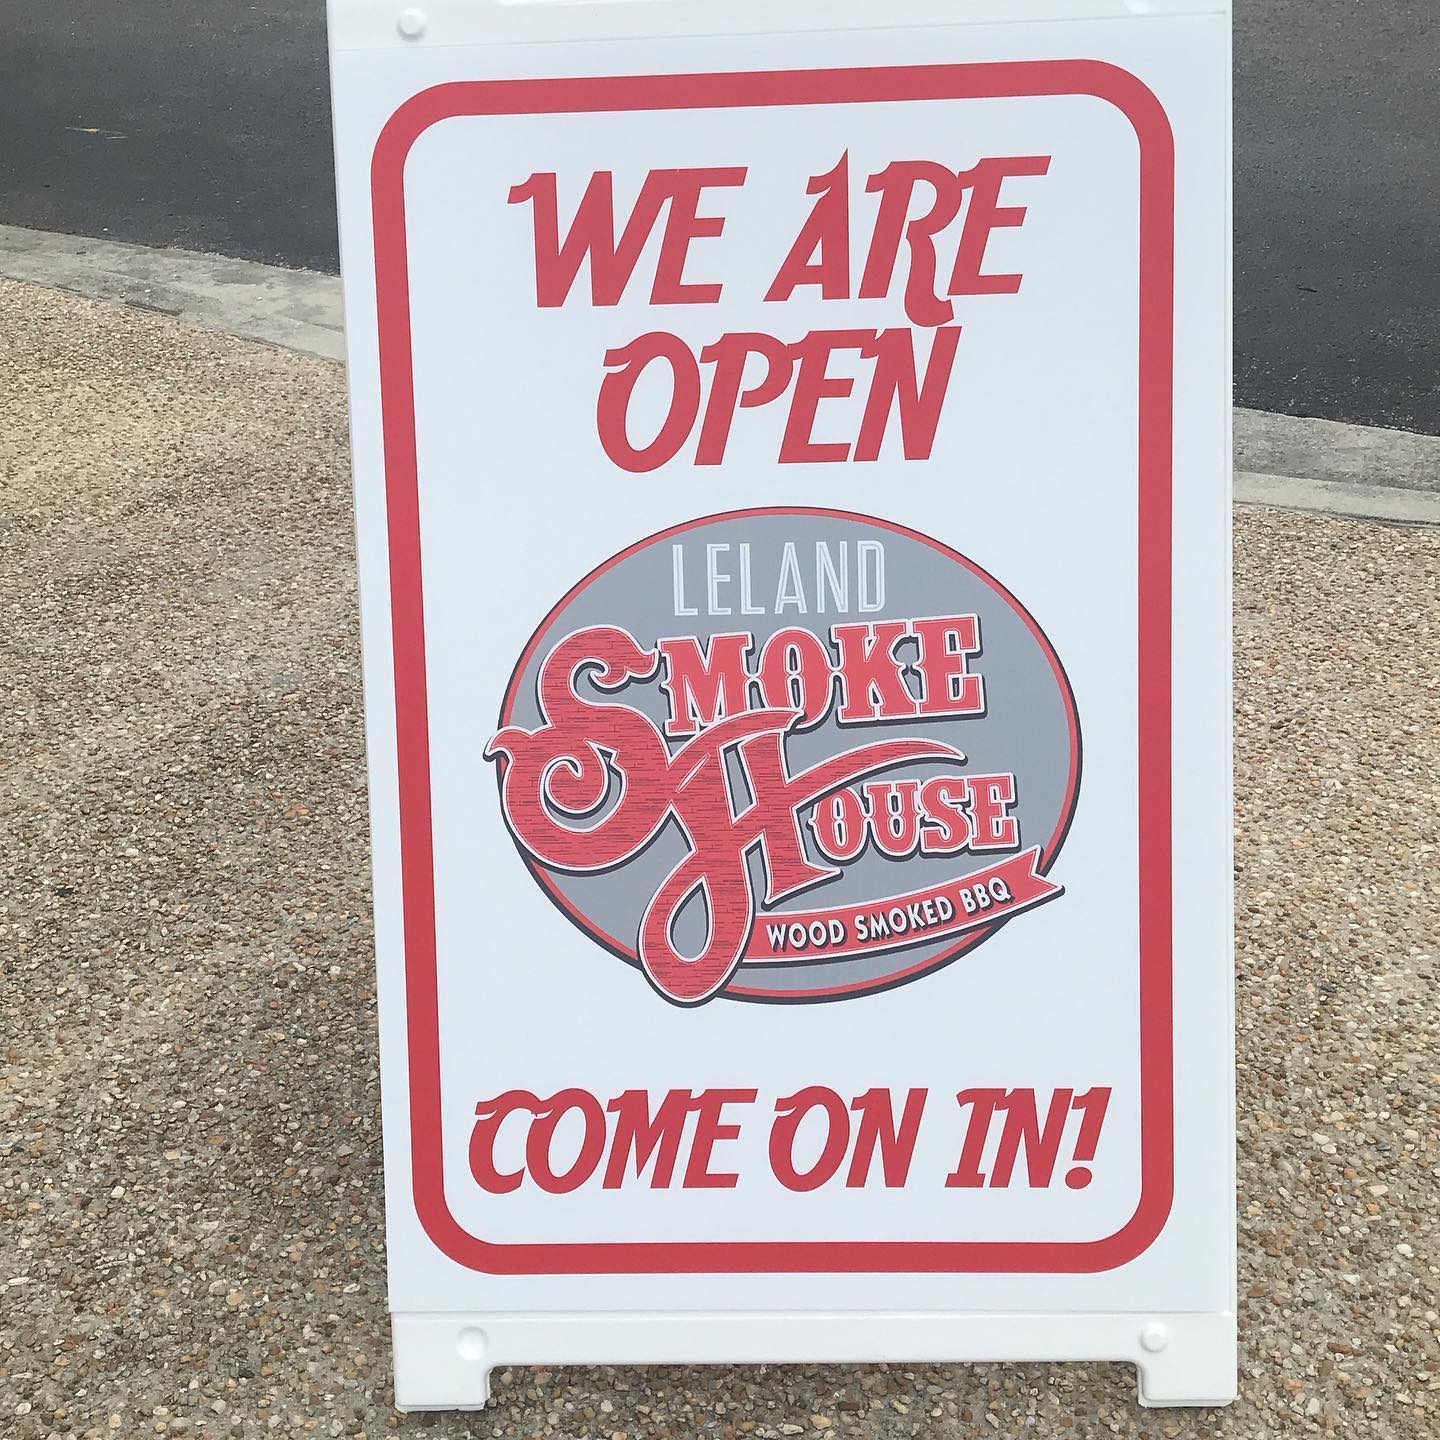 WE ARE
OPEN
LELAND
SMOKE
HOUSE
WOOD SMOKED BBQ
COME ON IN!